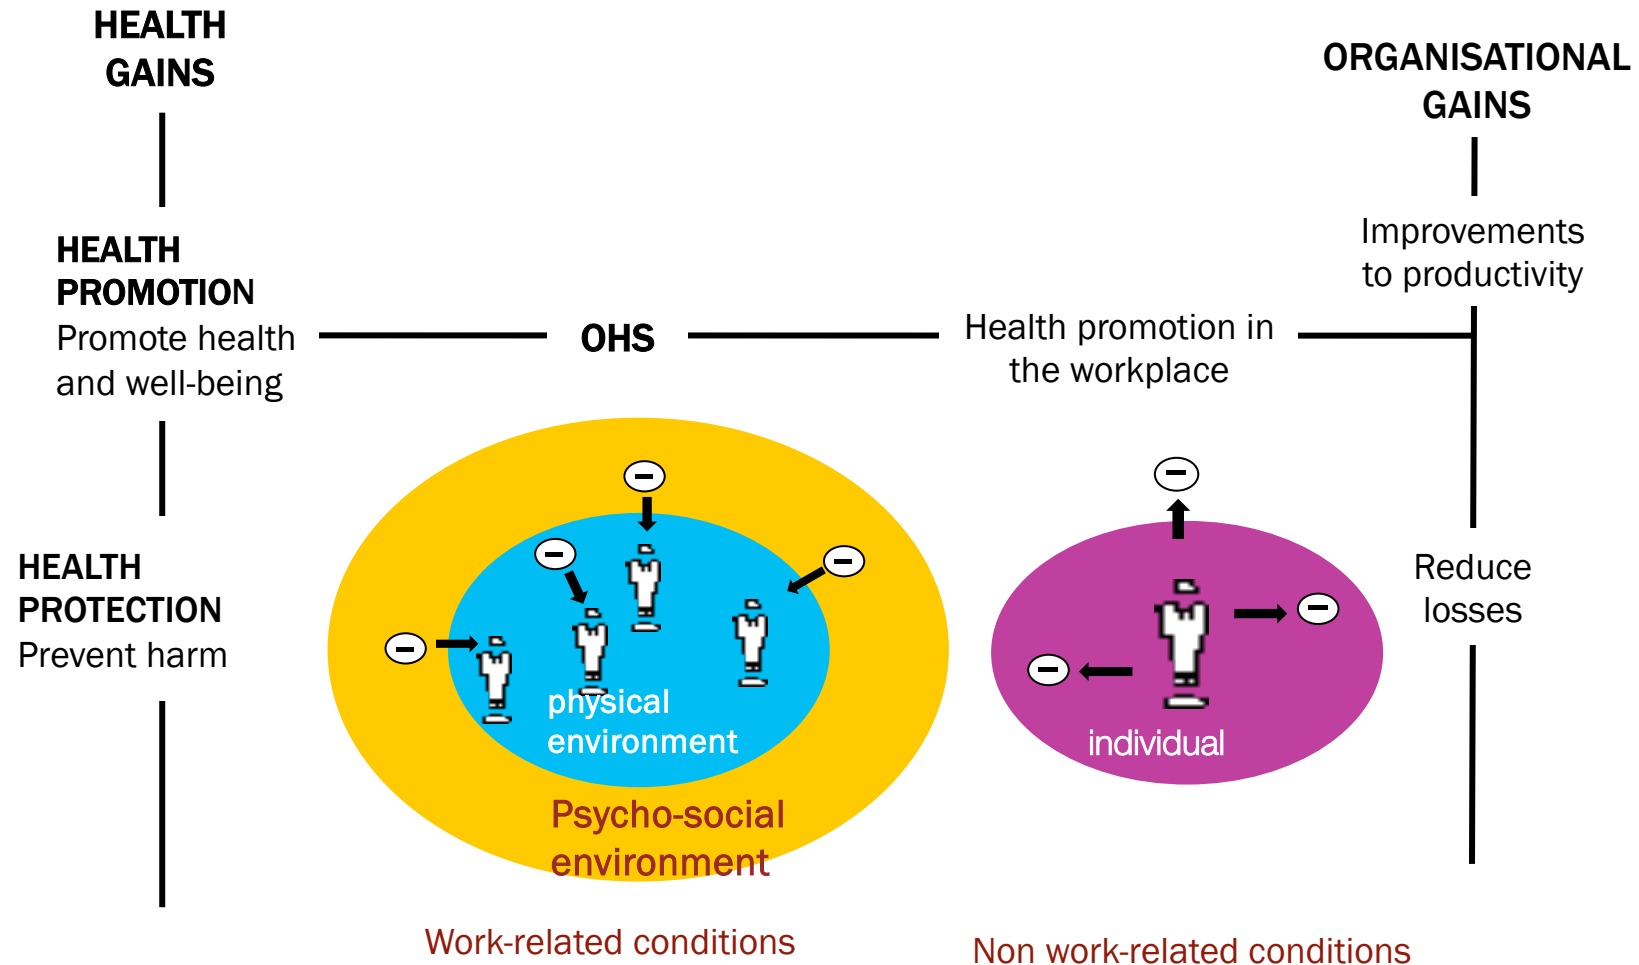 HEALTH
GAINS
ORGANISATIONAL
GAINS
HEALTH
PROMOTION
Promote health
and well-being
OHS
Health promotion in
the workplace
Improvements
to productivity
HEALTH
PROTECTION
Prevent harm
physical
environment
Psycho-social
environment
individual
Reduce
losses
Work-related conditions
Non work-related conditions